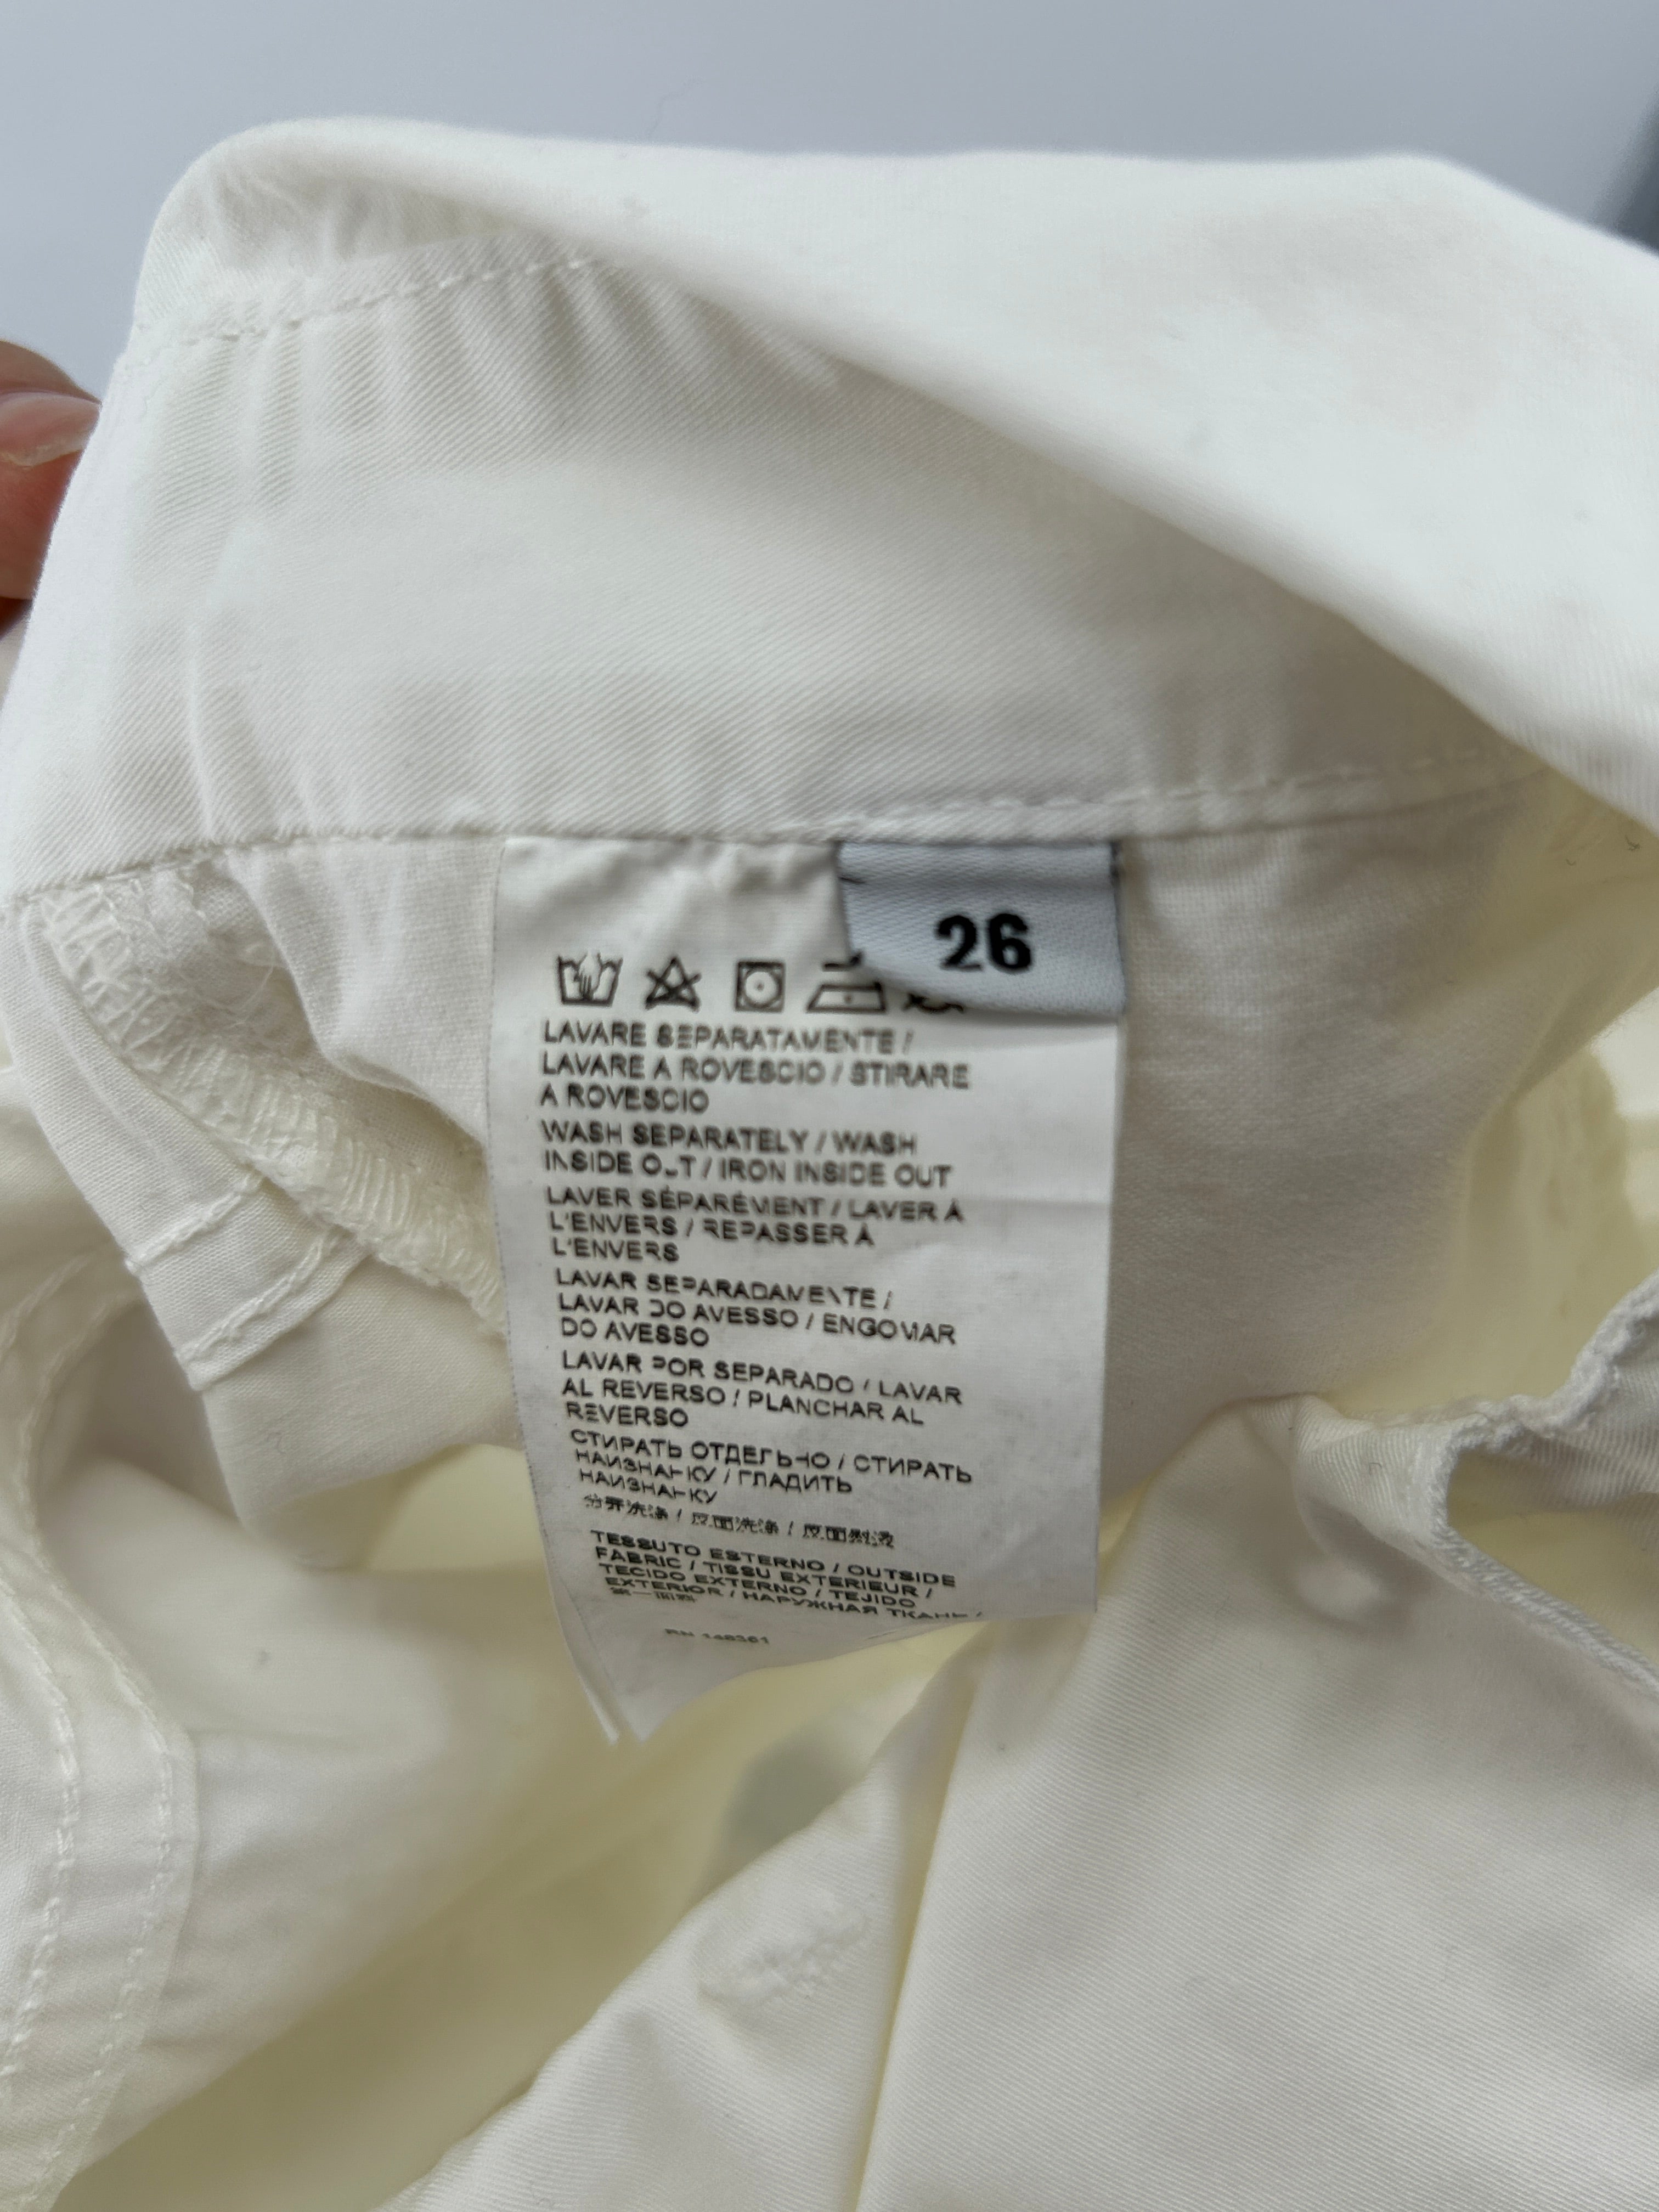 26
LAVARE SEPARATAMENTE /
LAVARE A ROVESCIO / STIRARE
A ROVESCIO
WASH SEPARATELY / WASH
INSIDE OUT / IRON INSIDE OUT
LAVER SÉPARÉMENT / LAVER À
L'ENVERS / REPASSER À
L'ENVERS
LAVAR SEPARADAMENTE /
LAVAR DO AVESSO / ENGOMAR
DO AVESSO
LAVAR POR SEPARADO / LAVAR
AL REVERSO / PLANCHAR AL
REVERSO
СТИРАТЬ ОТДЕЛЬНО / СТИРАТЬ
НАИЗНАНКУ / ГЛАДИТЬ
НАИЗНАНКУ
分开洗涤 / 反面洗涤 / 反面熨烫
TESSUTO ESTERNO / OUTSIDE
FABRIC / TISSU EXTERIEUR /
TECIDO EXTERNO / TEJIDO
EXTERIOR / НАРУЖНАЯ ТКАНЬ /
RN